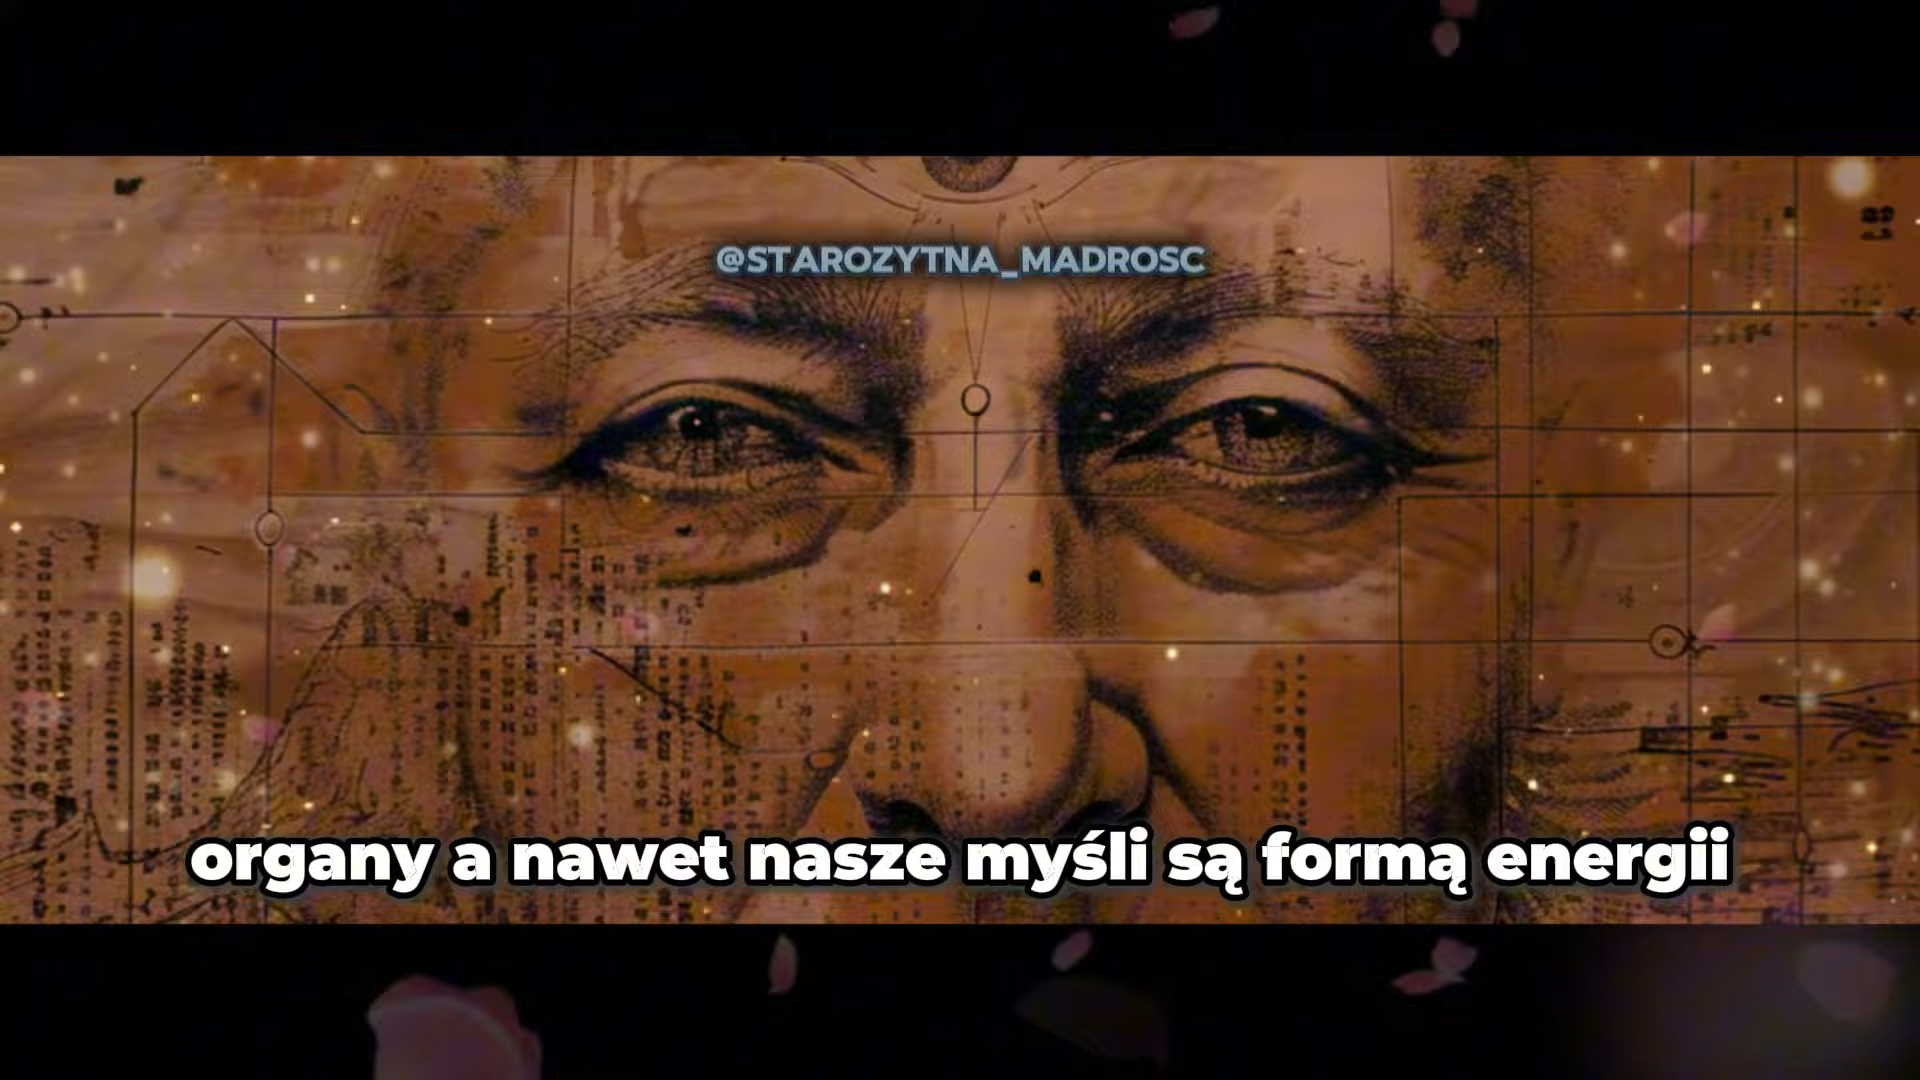 @STAROZYTNA_MADROSC
organy a nawet nasze myśli są formą energii